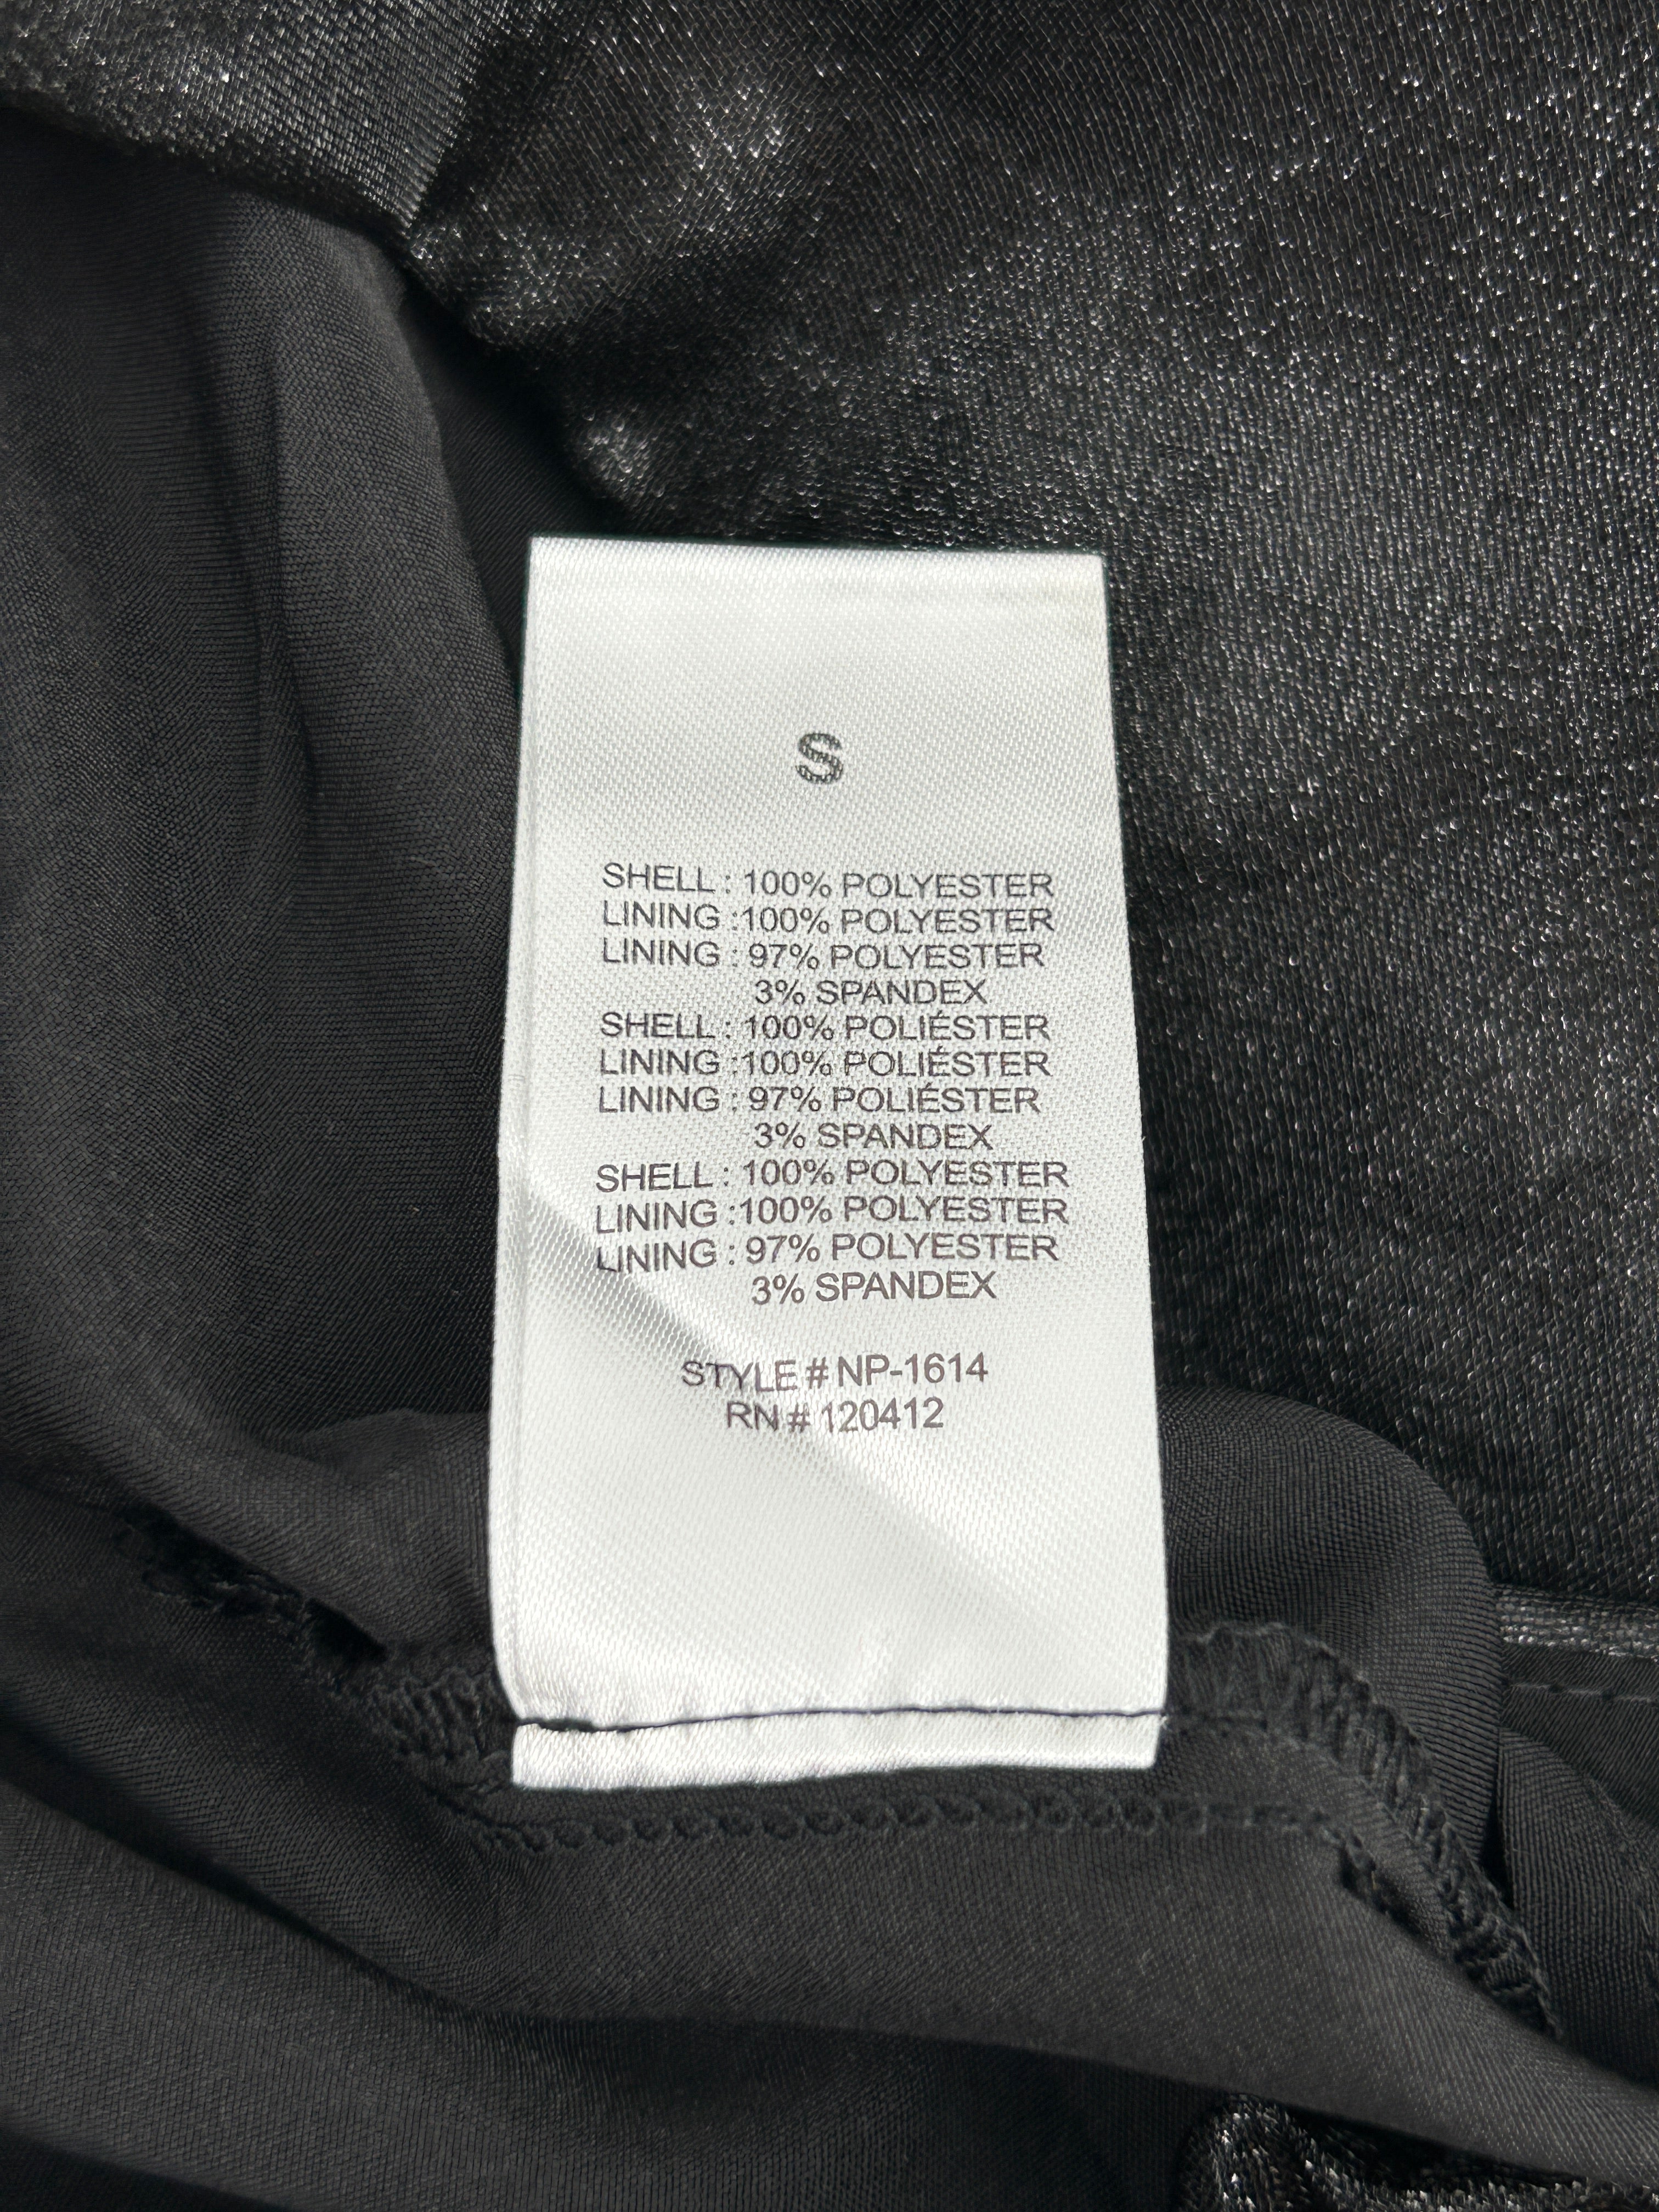 S
SHELL : 100% POLYESTER
LINING :100% POLYESTER
LINING : 97% POLYESTER
3% SPANDEX
SHELL : 100% POLIÉSTER
LINING :100% POLIÉSTER
LINING : 97% POLIÉSTER
3% SPANDEX
SHELL : 100% POLYESTER
LINING :100% POLYESTER
LINING : 97% POLYESTER
3% SPANDEX
STYLE # NP-1614
RN # 120412